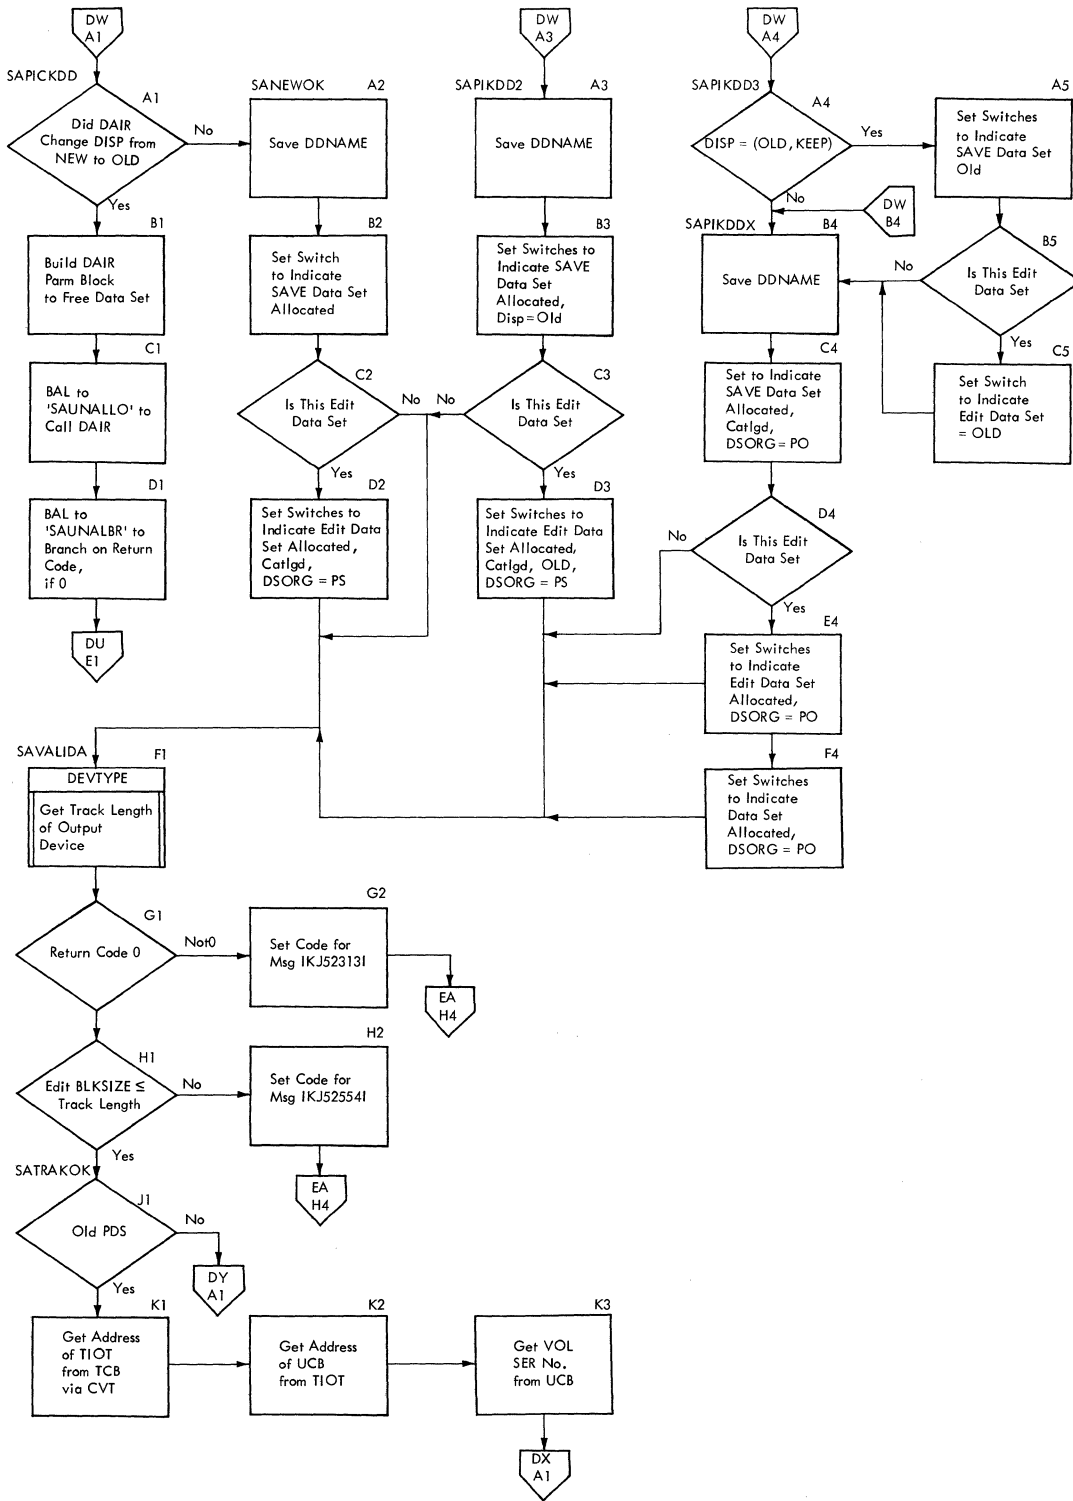 DW
A1
SAPICKDD
A1
Did DAIR
Change DISP from
NEW to OLD
No
Yes
B1
Build DAIR
Parm Block
to Free Data Set
C1
BAL to
'SAUNALLO' to
Call DAIR
D1
BAL to
'SAUNALBR' to
Branch on Return
Code,
if 0
DU
E1
SANEWOK
A2
Save DDNAME
B2
Set Switch
to Indicate
SAVE Data Set
Allocated
C2
Is This Edit
Data Set
No
Yes
D2
Set Switches to
Indicate Edit Data
Set Allocated,
Catlgd,
DSORG = PS
DW
A3
SAPIKDD2
A3
Save DDNAME
B3
Set Switches to
Indicate SAVE
Data Set
Allocated,
Disp=Old
C3
Is This Edit
Data Set
No
Yes
D3
Set Switches to
Indicate Edit Data
Set Allocated,
Catlgd, OLD,
DSORG = PS
DW
A4
SAPIKDD3
A4
DISP = (OLD, KEEP)
Yes
No
DW
B4
SAPIKDDX
B4
Save DDNAME
C4
Set to Indicate
SAVE Data Set
Allocated,
Catlgd,
DSORG = PO
D4
Is This Edit
Data Set
No
Yes
E4
Set Switches
to Indicate
Edit Data Set
Allocated,
DSORG = PO
F4
Set Switches
to Indicate
Data Set
Allocated,
DSORG = PO
A5
Set Switches
to Indicate
SAVE Data Set
Old
B5
Is This Edit
Data Set
No
Yes
C5
Set Switch
to Indicate
Edit Data Set
= OLD
SAVALIDA
F1
DEVTYPE
Get Track Length
of Output
Device
G1
Return Code 0
Not0
G2
Set Code for
Msg IKJ52313I
EA
H4
H1
Edit BLKSIZE ≤
Track Length
No
Yes
H2
Set Code for
Msg IKJ52554I
EA
H4
SATRAKOK
J1
Old PDS
No
Yes
DY
A1
K1
Get Address
of TIOT
from TCB
via CVT
K2
Get Address
of UCB
from TIOT
K3
Get VOL
SER No.
from UCB
DX
A1